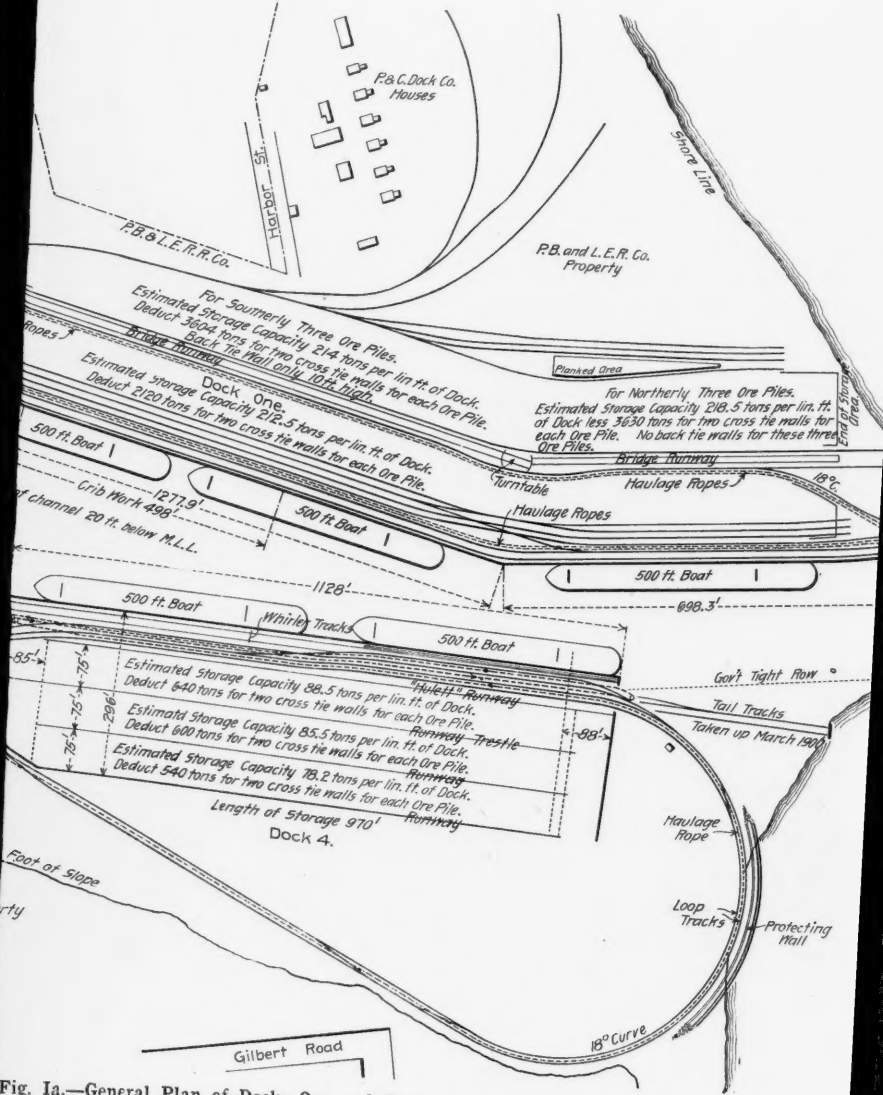 P.& C. Dock Co.
Houses
Shore Line
Harbor St.
P.B.& L.E.R.R.Co.
P.B. and L.E.R. Co.
Property
For Southerly Three Ore Piles.
Estimated Storage Capacity 214 tons per lin ft. of Dock.
Deduct 3604 tons for two cross tie walls for each Ore Pile.
Back Tie Wall only 10ft. high.
Bridge Runway
Ropes
Dock One.
Estimated Storage Capacity 212.5 tons per lin. ft. of Dock.
Deduct 2120 tons for two cross tie walls for each Ore Pile.
Planked Area
For Northerly Three Ore Piles.
Estimated Storage Capacity 218.5 tons per lin. ft.
of Dock less 3630 tons for two cross tie walls for
each Ore Pile. No back tie walls for these three
Ore Piles.
End of Storage
Area.
Bridge Runway
Turntable
Haulage Ropes
18°C
Haulage Ropes
500 ft. Boat
500 ft. Boat
500 ft. Boat
1277.9'
Crib Work 498'
of channel 20 ft. below M.L.L.
1128'
698.3'
500 ft. Boat
Whirler Tracks
500 ft. Boat
Gov't Tight Row
Tail Tracks
Taken up March 1900
85'
75'
75'
75'
296'
88'
Estimated Storage Capacity 88.5 tons per lin. ft. of Dock.
"Hulett" Runway
Deduct 640 tons for two cross tie walls for each Ore Pile.
Estimatd Storage Capacity 85.5 tons per lin. ft. of Dock.
Runway Trestle
Deduct 600 tons for two cross tie walls for each Ore Pile.
Estimated Storage Capacity 78.2 tons per lin. ft. of Dock.
Runway
Deduct 540 tons for two cross tie walls for each Ore Pile.
Runway
Length of Storage 970'
Dock 4.
Haulage
Rope
Foot of Slope
rty
Loop
Tracks
Protecting
Wall
18° Curve
Gilbert Road
Fig. Ia.—General Plan of Dock